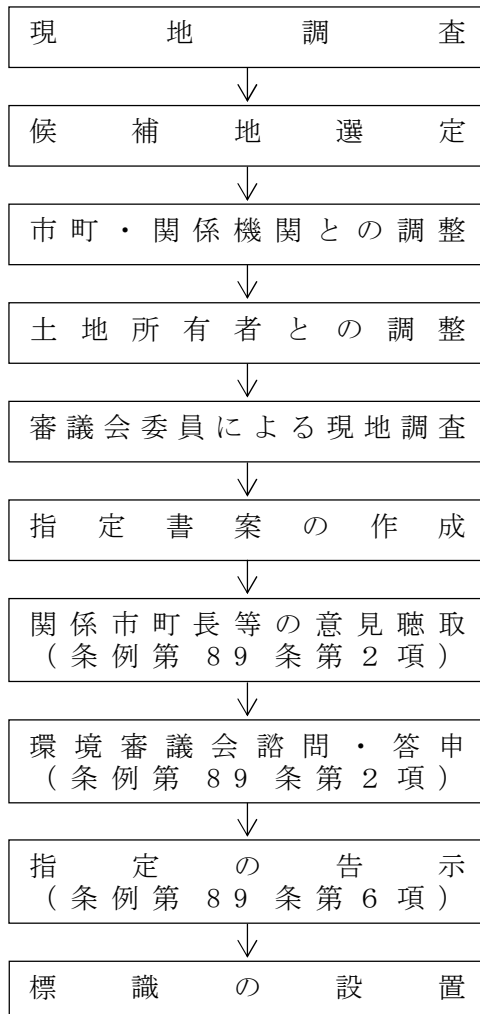 現地調査
候補地選定
市町・関係機関との調整
土地所有者との調整
審議会委員による現地調査
指定書案の作成
関係市町長等の意見聴取
(条例第89条第2項)
環境審議会諮問・答申
(条例第89条第2項)
指定の告示
(条例第89条第6項)
標識の設置